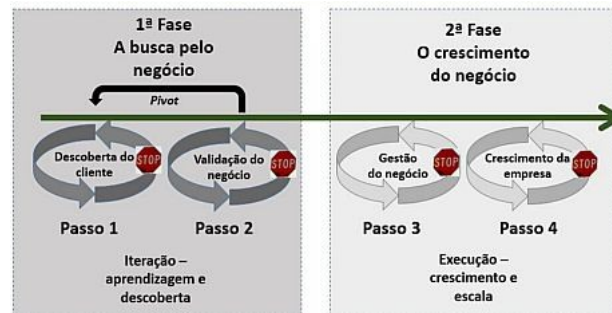 1ª Fase
A busca pelo
negócio
Pivot
Descoberta do
cliente
STOP
Validação do
negócio
STOP
Passo 1
Passo 2
Iteração –
aprendizagem e
descoberta
2ª Fase
O crescimento
do negócio
Gestão
do negócio
STOP
Crescimento da
empresa
STOP
Passo 3
Passo 4
Execução –
crescimento e
escala